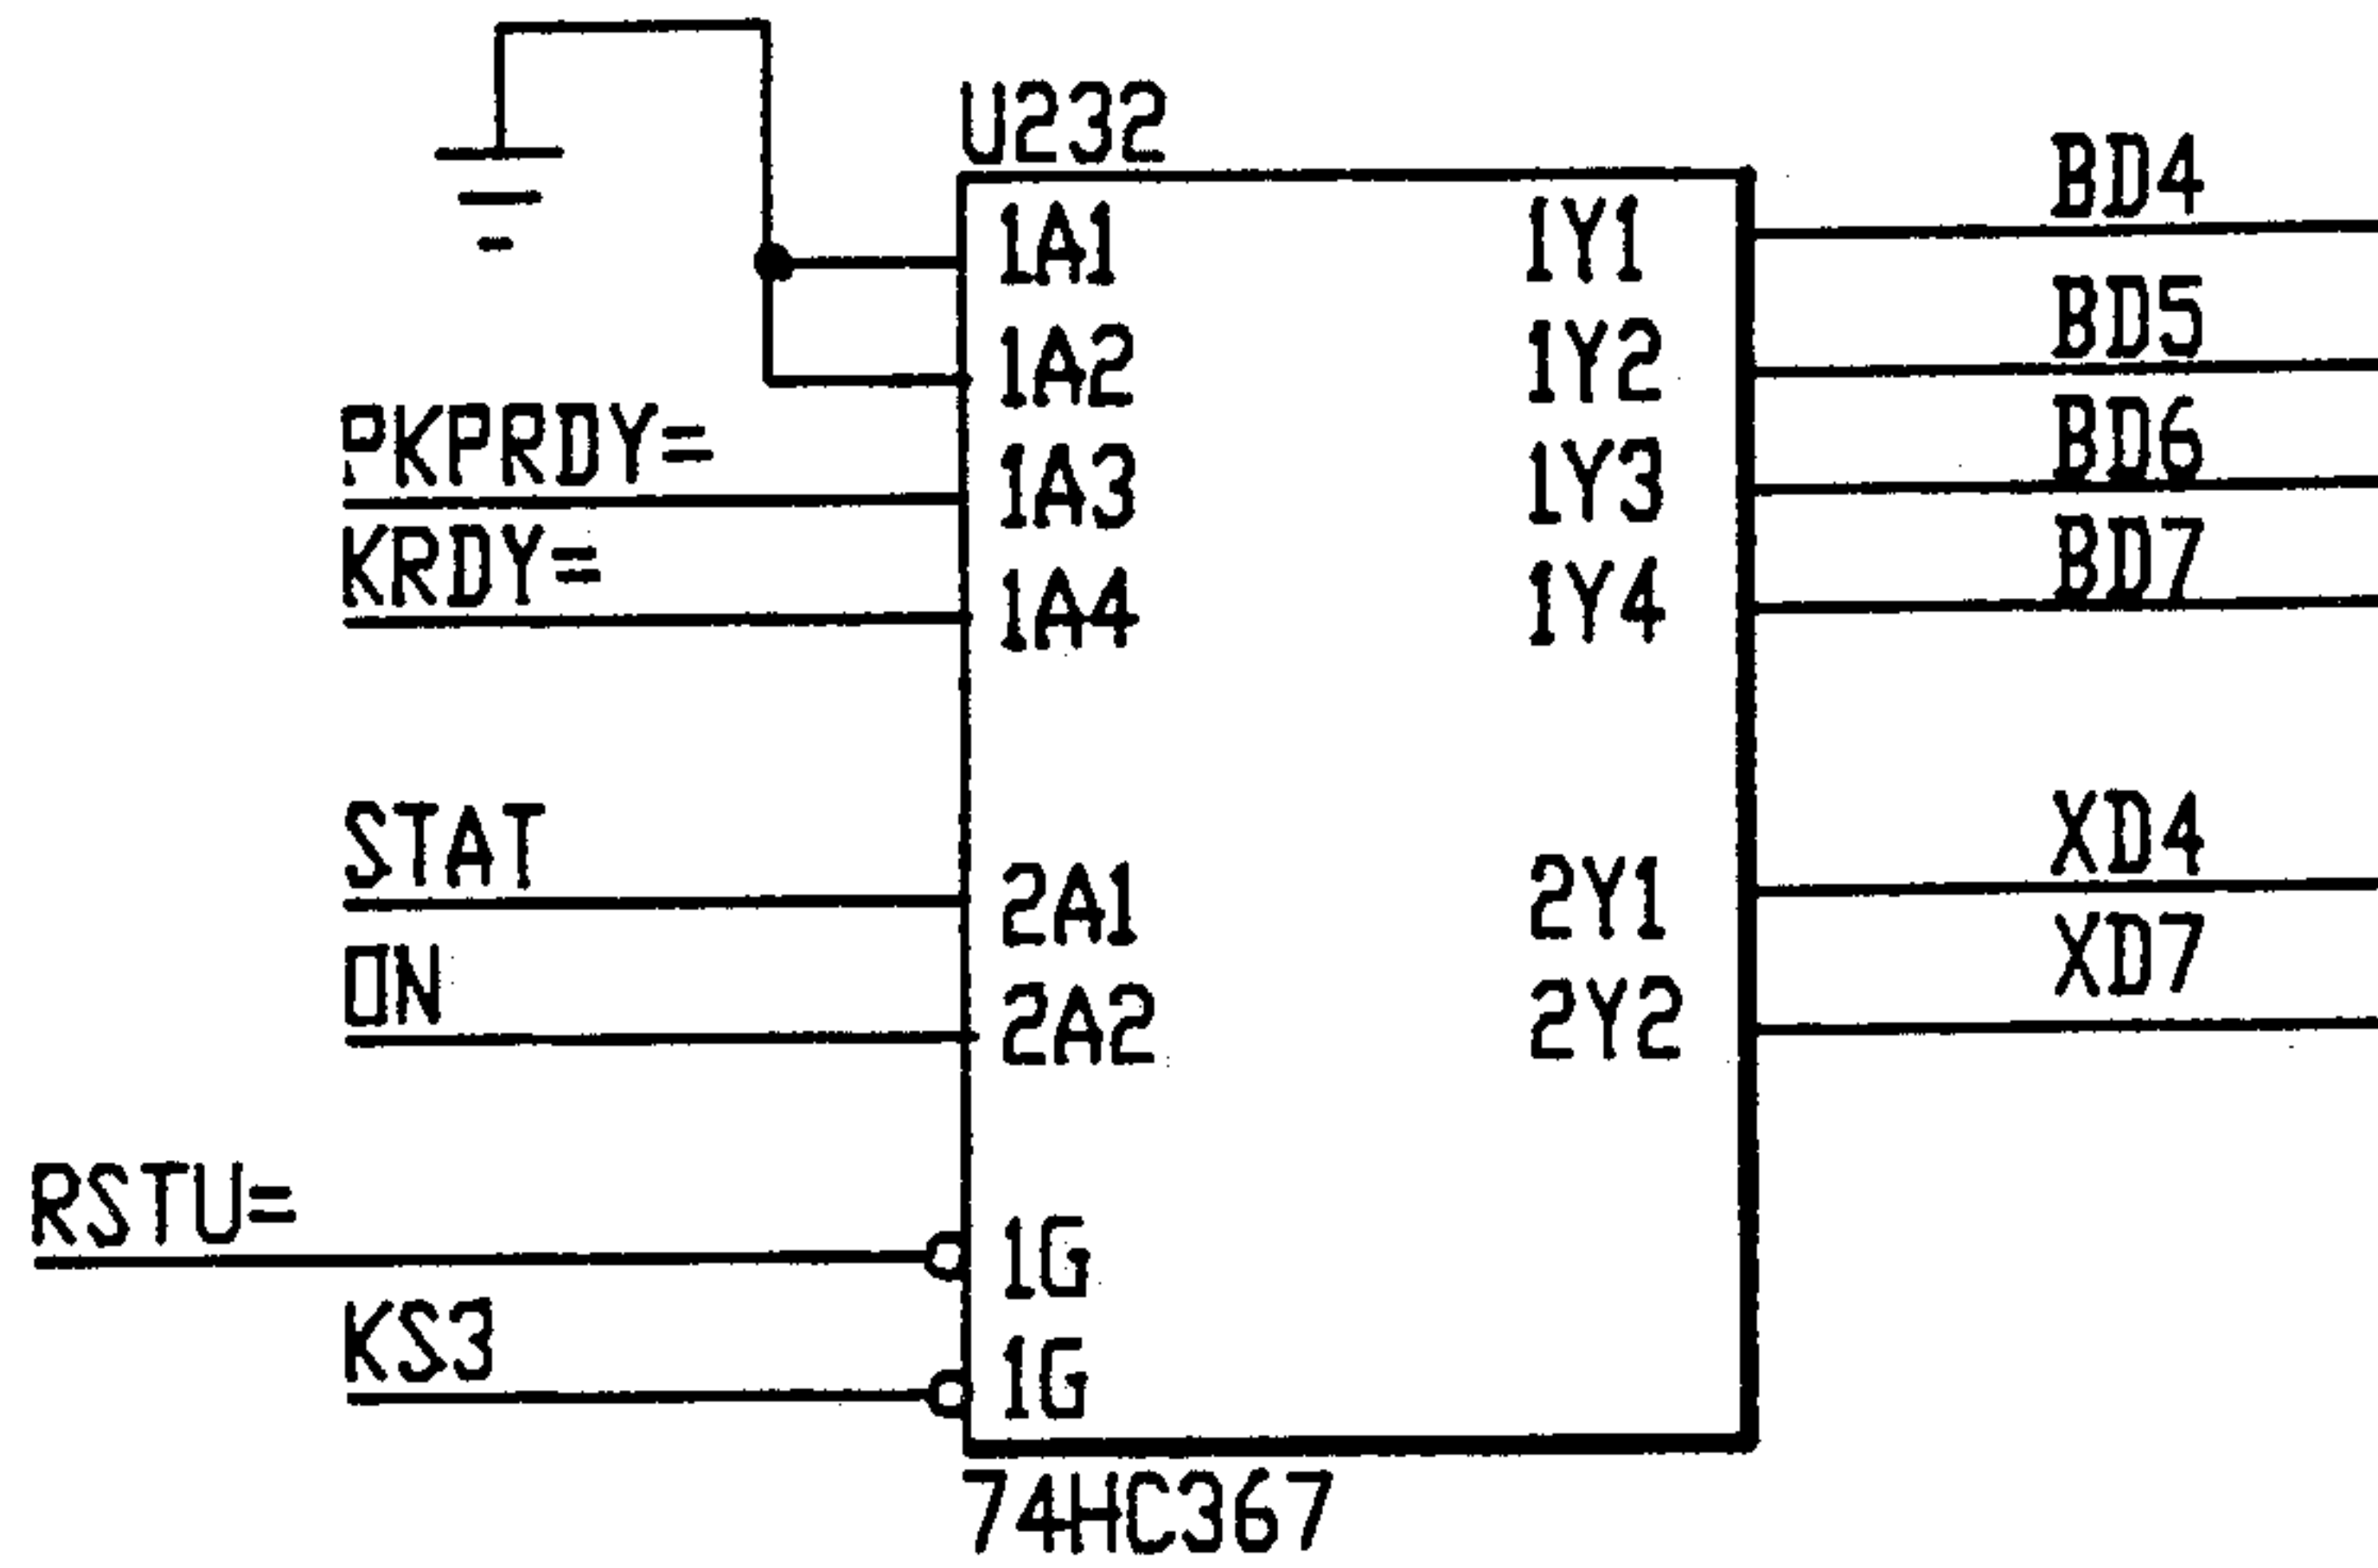 U232
1A1 1Y1 BD4
1A2 1Y2 BD5
PKPRDY= 1A3 1Y3 BD6
KRDY= 1A4 1Y4 BD7
STAT 2A1 2Y1 XD4
ON 2A2 2Y2 XD7
RSTU= 1G
KS3 1G
74HC367